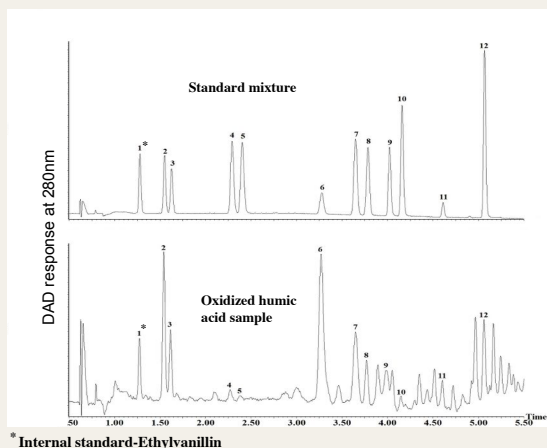 Standard mixture
1* 2 3 4 5 6 7 8 9 10 11 12
DAD response at 280nm
Oxidized humic
acid sample
1* 2 3 4 5 6 7 8 9 10 11 12
Time
.50 1.00 1.50 2.00 2.50 3.00 3.50 4.00 4.50 5.00 5.50
* Internal standard-Ethylvanillin